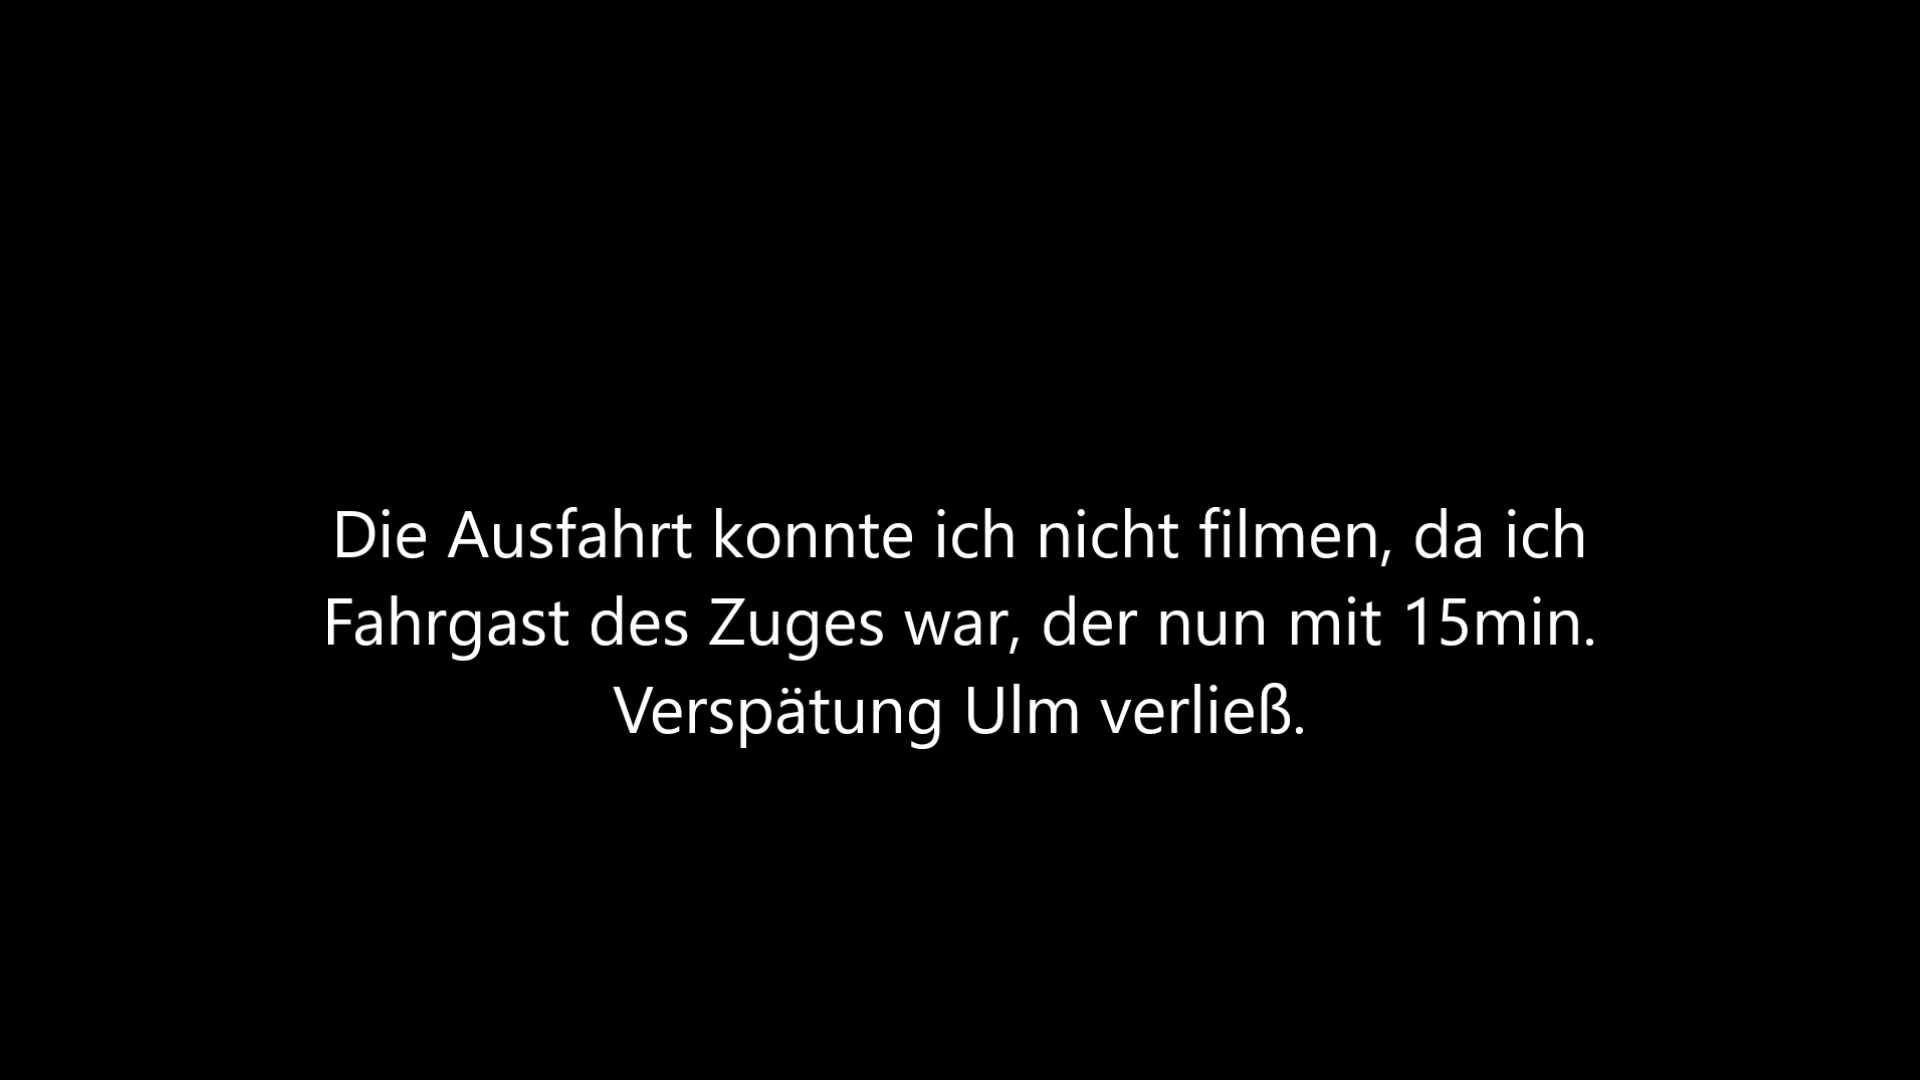 Die Ausfahrt konnte ich nicht filmen, da ich
Fahrgast des Zuges war, der nun mit 15min.
Verspätung Ulm verließ.